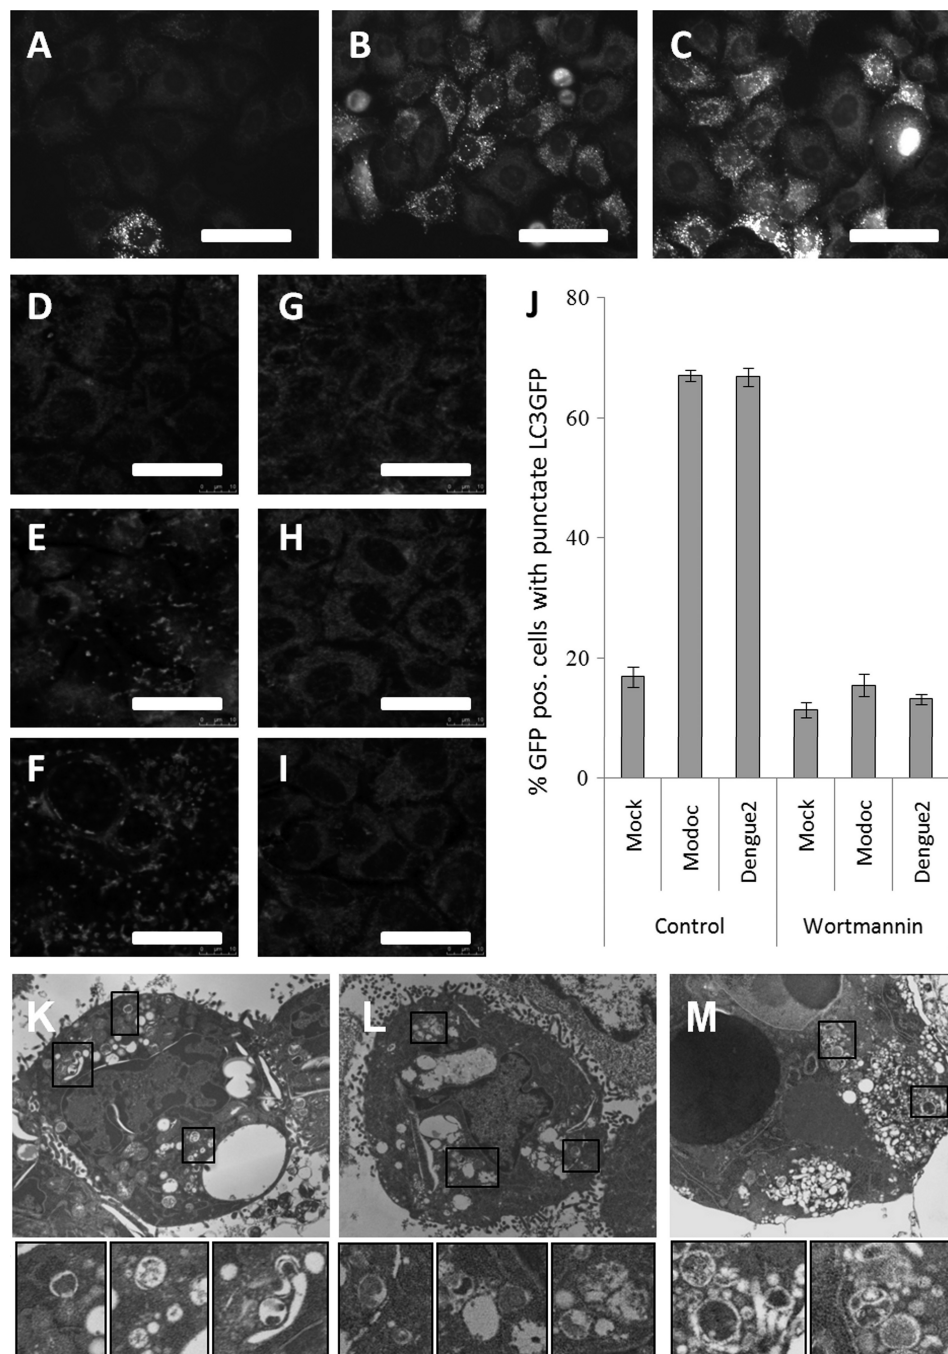 A
B
C
D
G
E
H
F
I
J
% GFP pos. cells with punctate LC3GFP
80
60
40
20
0
Mock
Modoc
Dengue2
Mock
Modoc
Dengue2
Control
Wortmannin
K
L
M